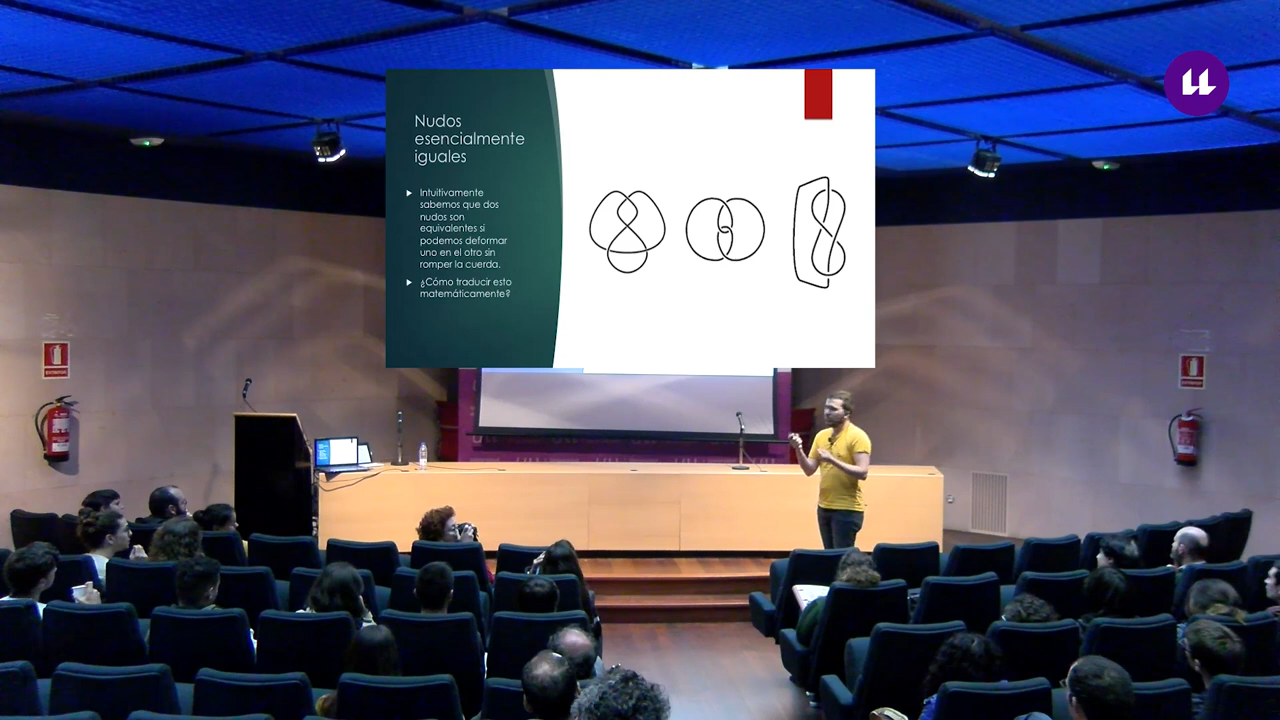 Nudos
esencialmente
iguales
Intuitivamente
sabemos que dos
nudos son
equivalentes si
podemos deformar
uno en el otro sin
romper la cuerda.
¿Cómo traducir esto
matemáticamente?